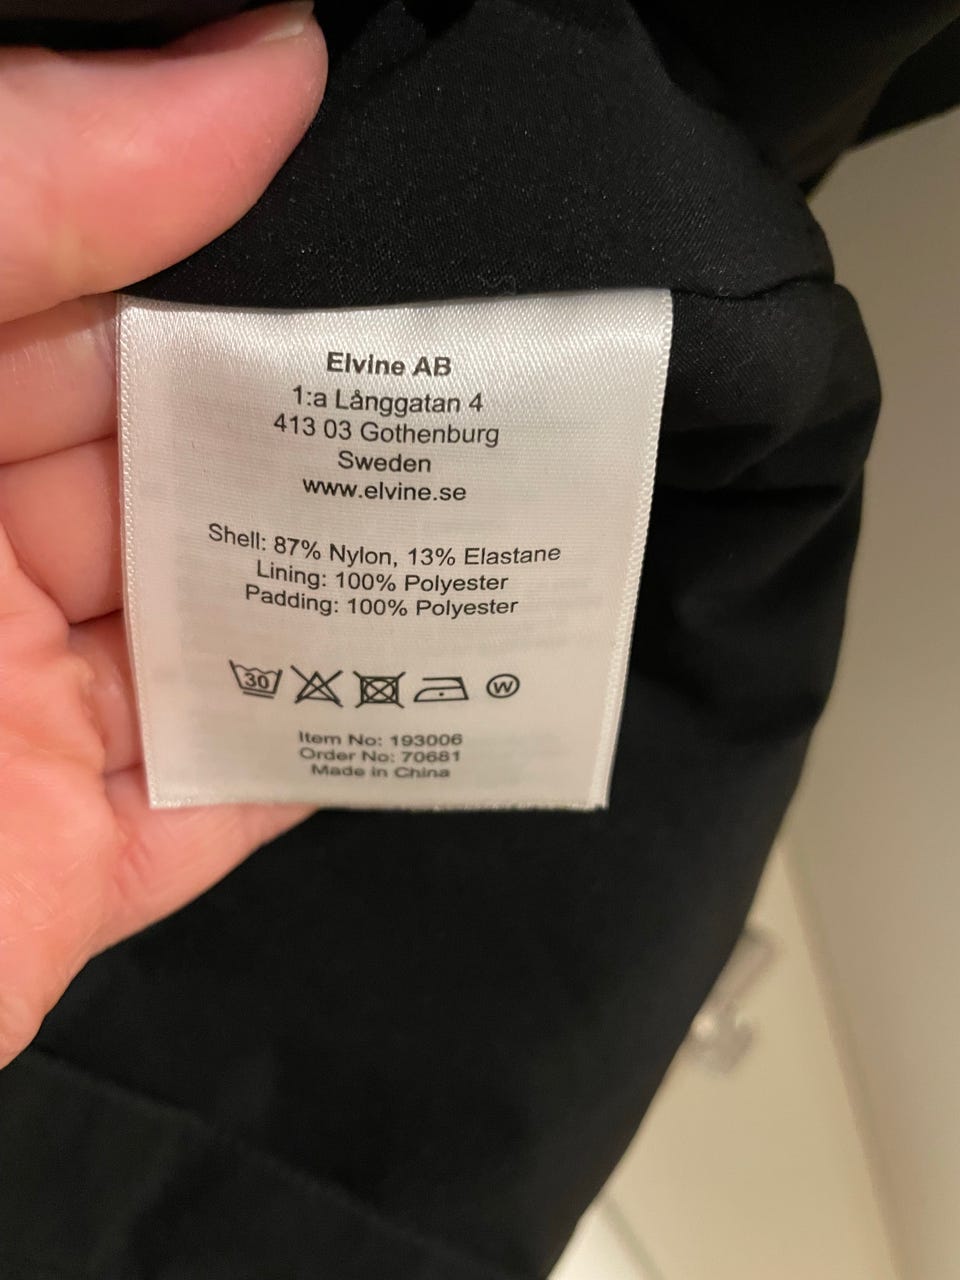 Elvine AB
1:a Långgatan 4
413 03 Gothenburg
Sweden
www.elvine.se
Shell: 87% Nylon, 13% Elastane
Lining: 100% Polyester
Padding: 100% Polyester
30 W
Item No: 193006
Order No: 70681
Made in China